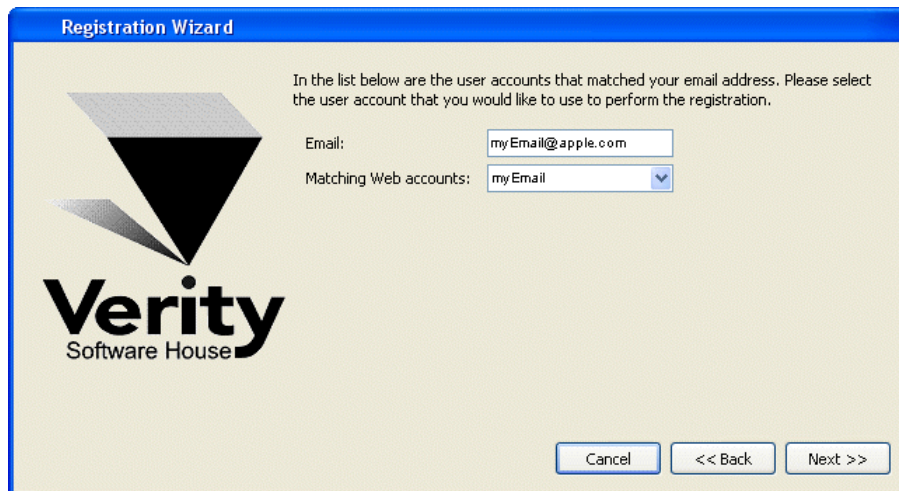 Registration Wizard
In the list below are the user accounts that matched your email address. Please select
the user account that you would like to use to perform the registration.
Email:
myEmail@apple.com
Matching Web accounts:
myEmail
Verity
Software House
Cancel
<< Back
Next >>